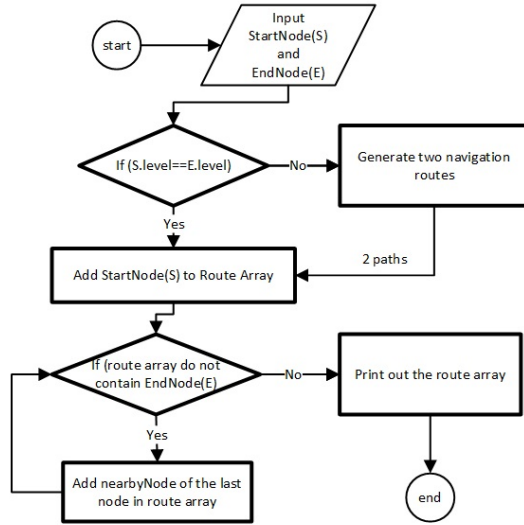 start
Input
StartNode(S)
and
EndNode(E)
If (S.level==E.level)
No
Generate two navigation
routes
Yes
2 paths
Add StartNode(S) to Route Array
If (route array do not
contain EndNode(E)
No
Print out the route array
Yes
Add nearbyNode of the last
node in route array
end